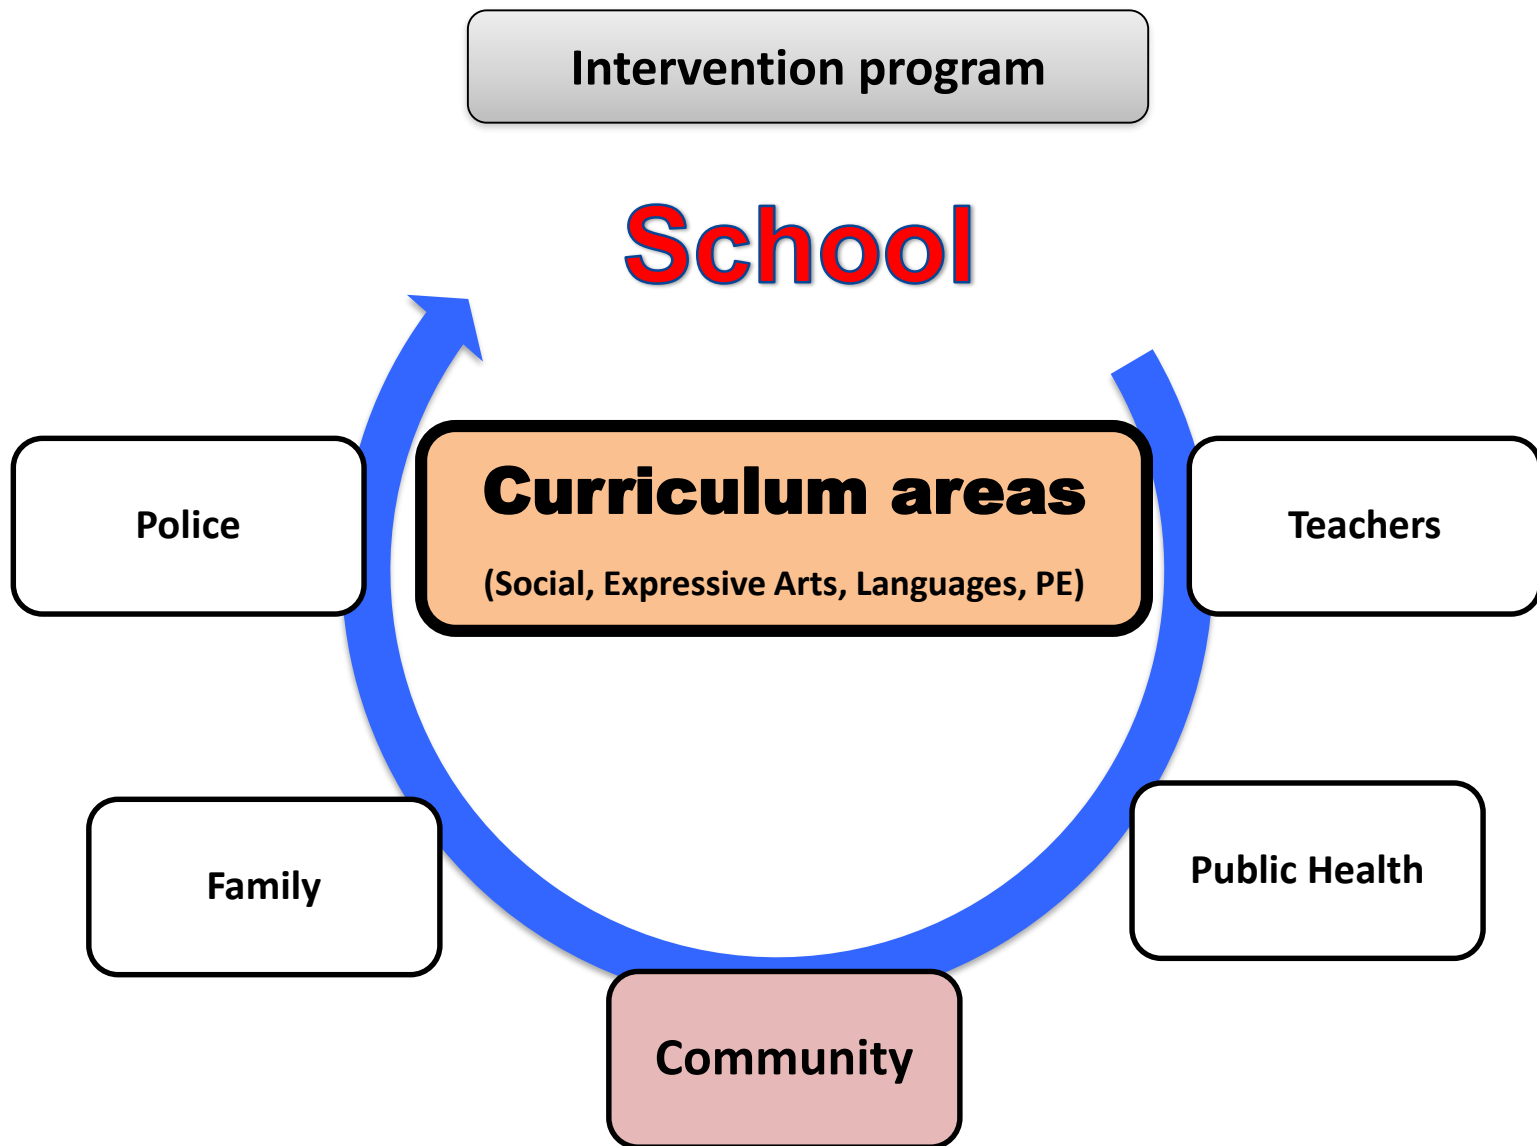 Intervention program
School
Curriculum areas
(Social, Expressive Arts, Languages, PE)
Police
Teachers
Family
Public Health
Community